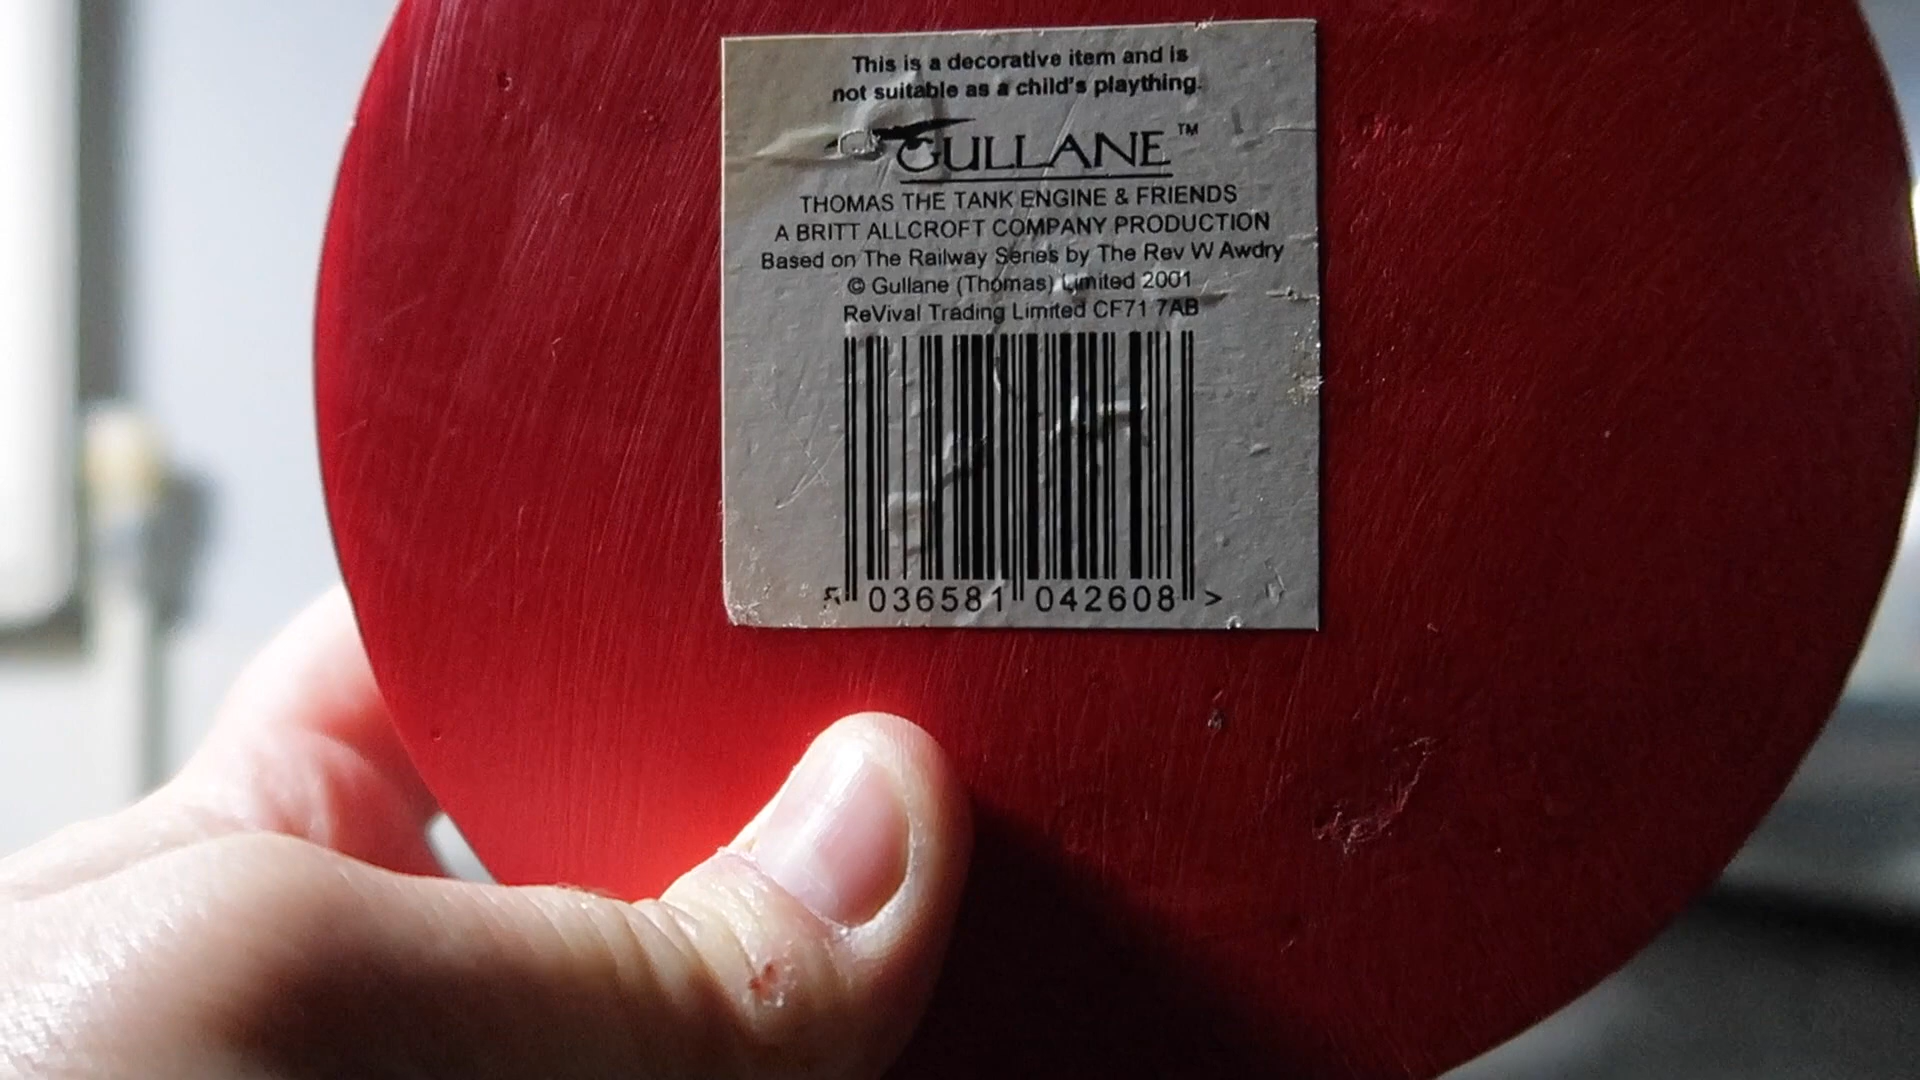 This is a decorative item and is
not suitable as a child's plaything.
GULLANE™
THOMAS THE TANK ENGINE & FRIENDS
A BRITT ALLCROFT COMPANY PRODUCTION
Based on The Railway Series by The Rev W Awdry
© Gullane (Thomas) Limited 2001
ReVival Trading Limited CF71 7AB
5 036581 042608 >